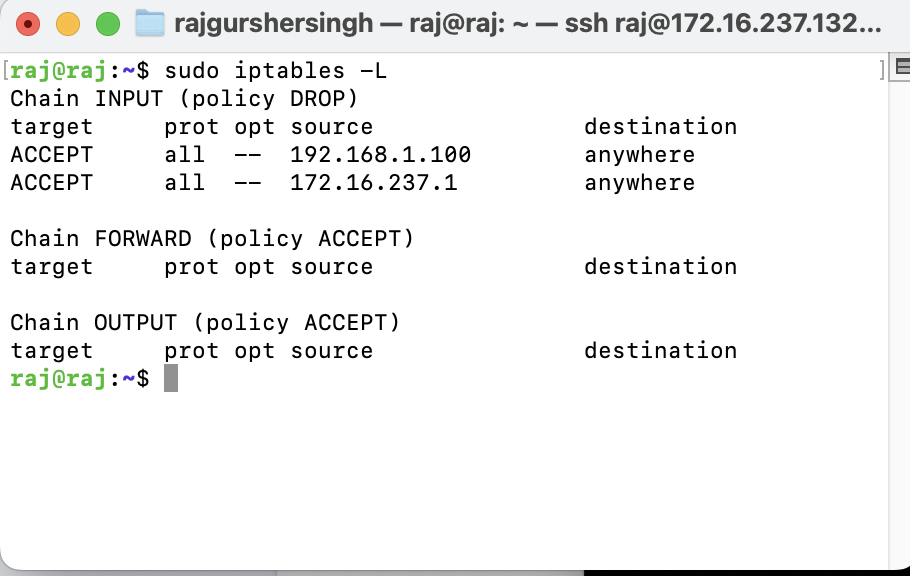 rajgurshersingh — raj@raj: ~ — ssh raj@172.16.237.132...
[raj@raj:~$ sudo iptables -L ]
Chain INPUT (policy DROP)
target     prot opt source               destination
ACCEPT     all  --  192.168.1.100        anywhere
ACCEPT     all  --  172.16.237.1         anywhere

Chain FORWARD (policy ACCEPT)
target     prot opt source               destination

Chain OUTPUT (policy ACCEPT)
target     prot opt source               destination
raj@raj:~$